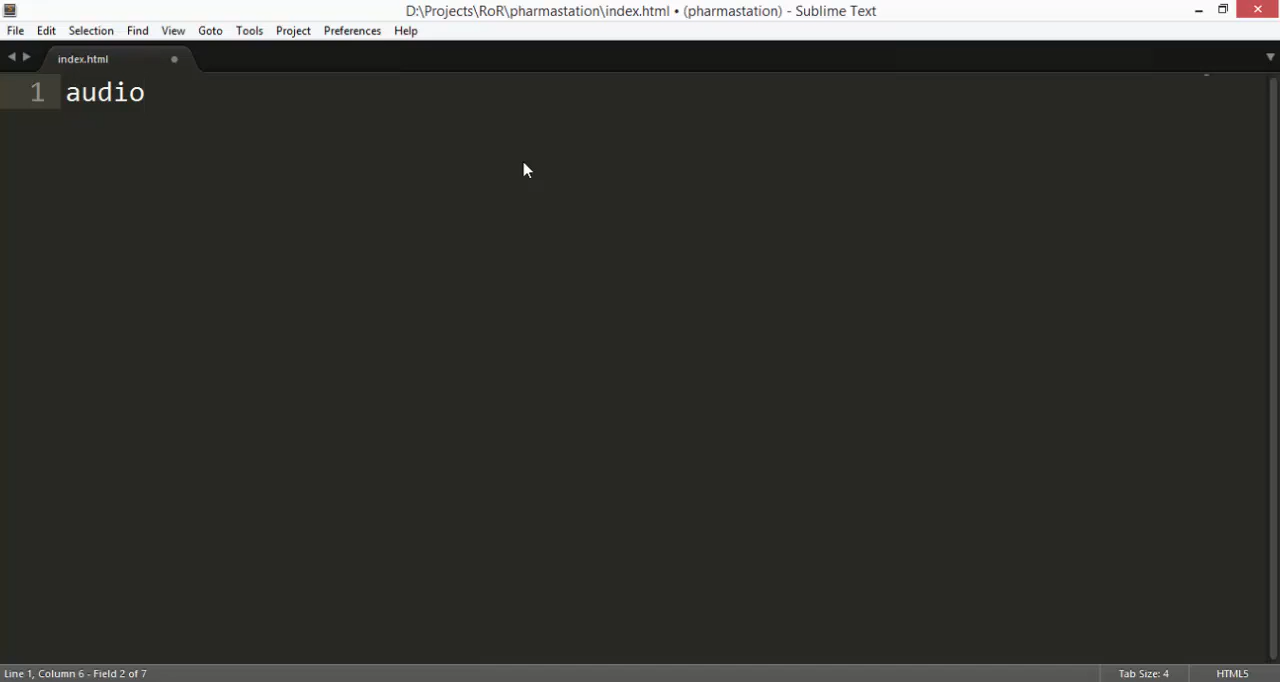 D:\Projects\RoR\pharmastation\index.html • (pharmastation) - Sublime Text
File Edit Selection Find View Goto Tools Project Preferences Help
index.html
1 audio
Line 1, Column 6 - Field 2 of 7 Tab Size: 4 HTML5